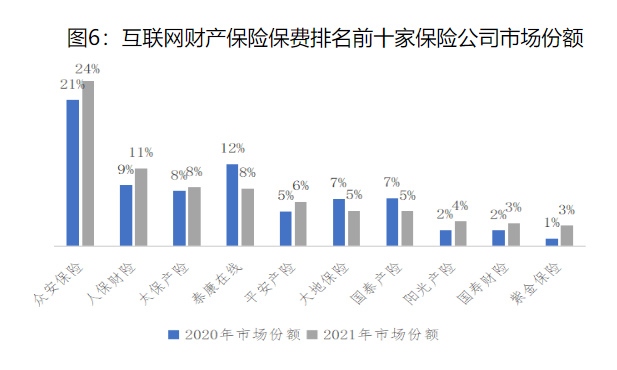 图6：互联网财产保险保费排名前十家保险公司市场份额
21% 24% 9% 11% 8% 8% 12% 8% 5% 6% 7% 5% 7% 5% 2% 4% 2% 3% 1% 3%
众安保险 人保财险 太保产险 泰康在线 平安产险 大地保险 国泰产险 阳光产险 国寿财险 紫金保险
2020年市场份额 2021年市场份额